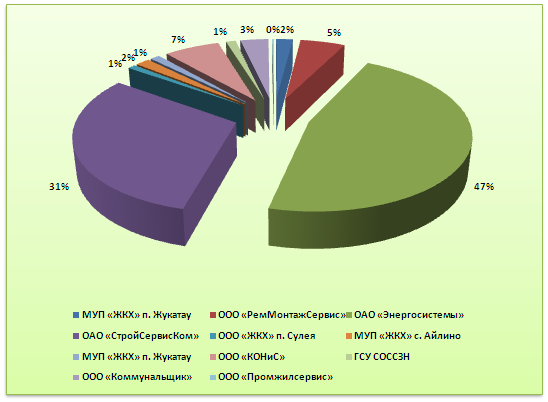 7%
1%
3%
0%
2%
5%
1%
2%
1%
31%
47%
МУП «ЖКХ» п. Жукатау
ООО «РемМонтажСервис»
ОАО «Энергосистемы»
ОАО «СтройСервисКом»
ООО «ЖКХ» п. Сулея
МУП «ЖКХ» с. Айлино
МУП «ЖКХ» п. Жукатау
ООО «КОНиС»
ГСУ СОССЗН
ООО «Коммунальщик»
ООО «Промжилсервис»